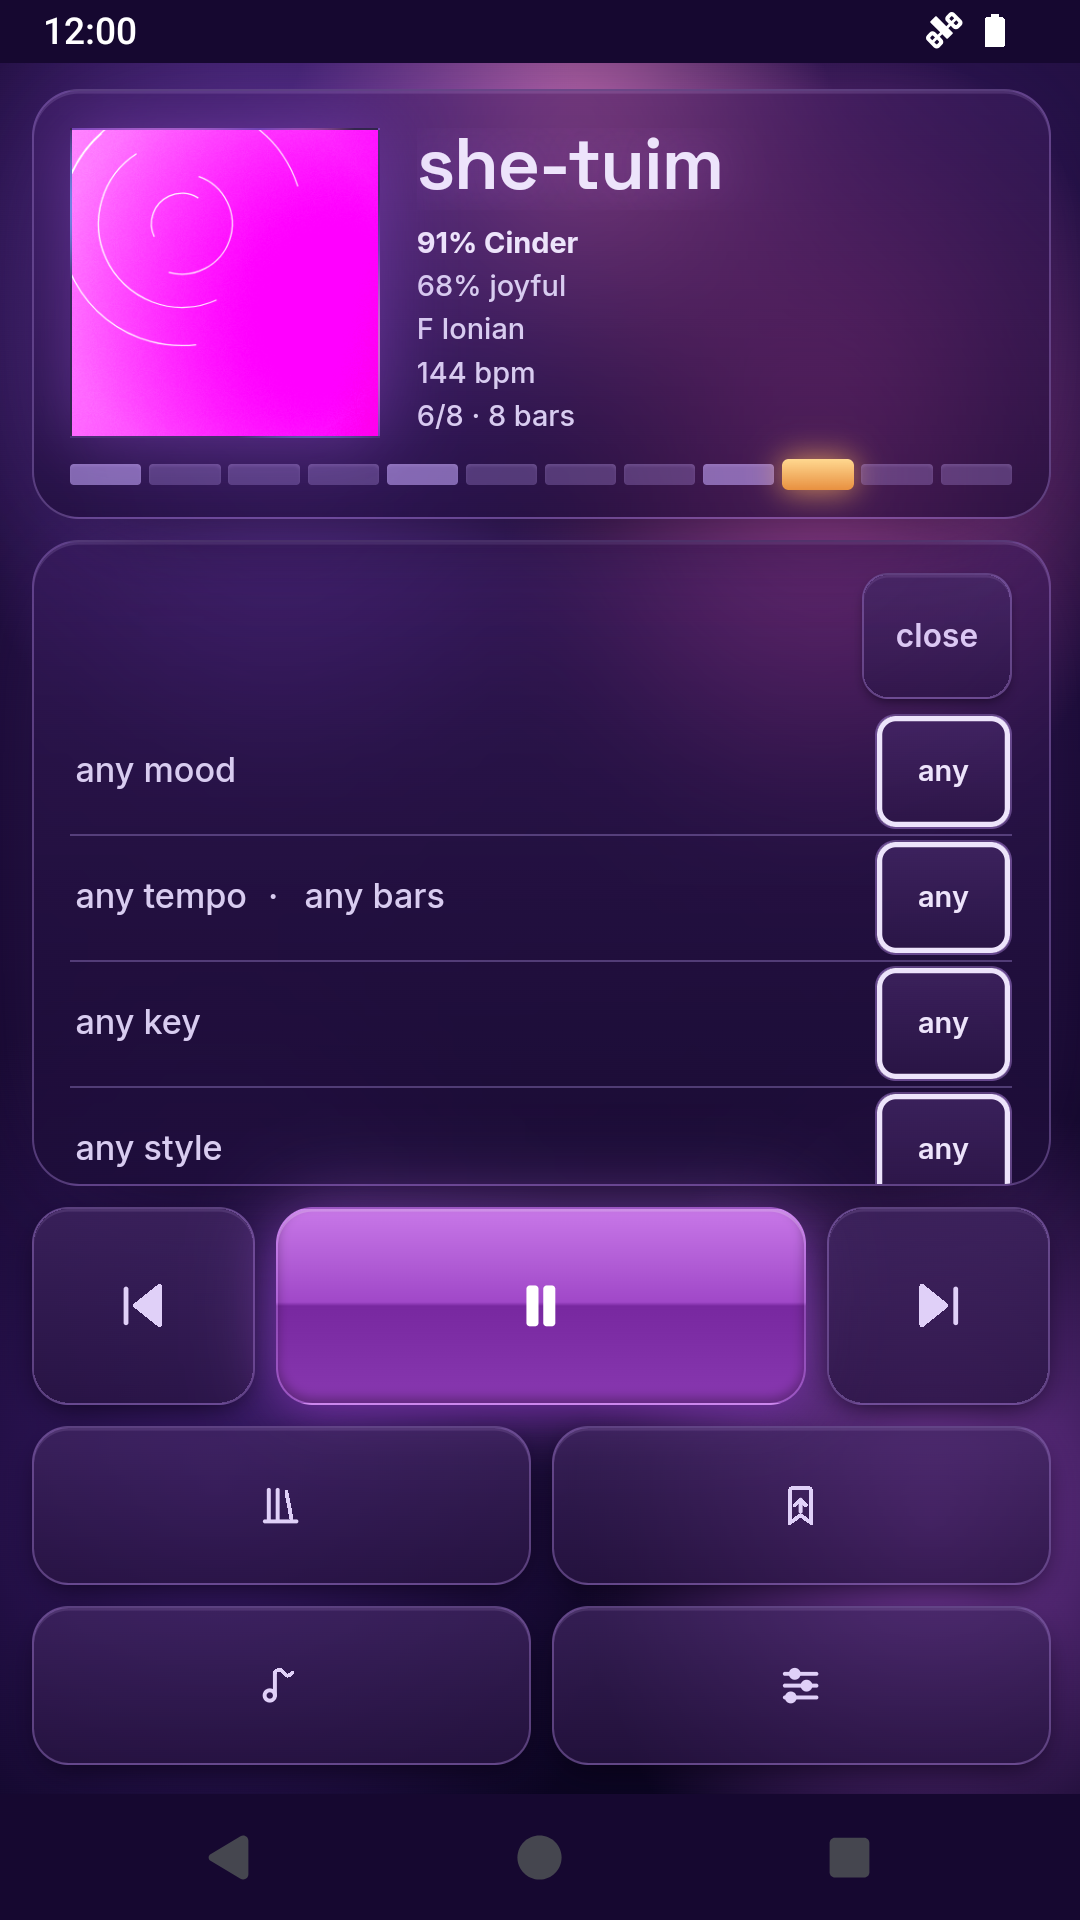 12:00
she-tuim
91% Cinder
68% joyful
F Ionian
144 bpm
6/8 · 8 bars
close
any mood any
any tempo · any bars any
any key any
any style any